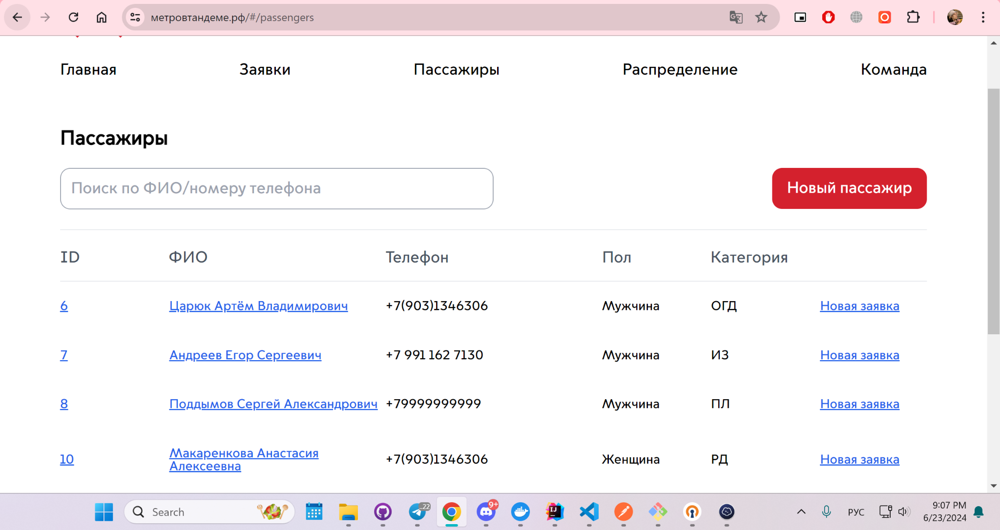 метровтандеме.рф/#/passengers
Главная Заявки Пассажиры Распределение Команда
Пассажиры
Поиск по ФИО/номеру телефона Новый пассажир
ID ФИО Телефон Пол Категория
6 Царюк Артём Владимирович +7(903)1346306 Мужчина ОГД Новая заявка
7 Андреев Егор Сергеевич +7 991 162 7130 Мужчина ИЗ Новая заявка
8 Поддымов Сергей Александрович +79999999999 Мужчина ПЛ Новая заявка
10 Макаренкова Анастасия Алексеевна +7(903)1346306 Женщина РД Новая заявка
Search ..22 9+ IJ РУС 9:07 PM
6/23/2024